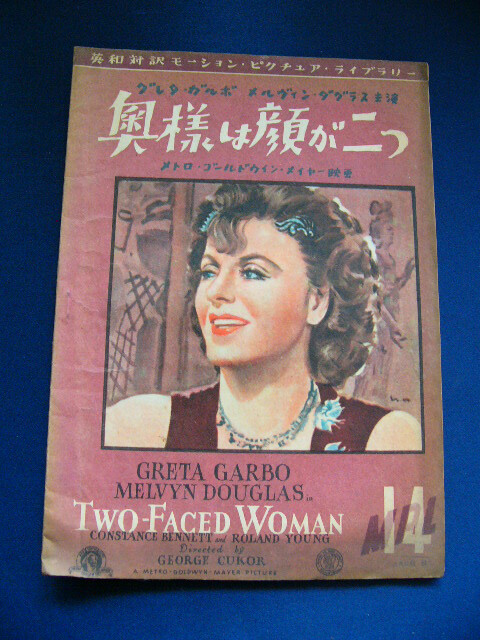 英和対訳モーション・ピクチュア・ライブラリー
グレタ・ガルボ メルヴィン・ダグラス主演
奥様は顔が二つ
メトロ・ゴールドウイン・メイヤー映画
GRETA GARBO
MELVYN DOUGLAS in
TWO-FACED WOMAN
CONSTANCE BENNETT and ROLAND YOUNG
Directed by
GEORGE CUKOR
A METRO-GOLDWYN-MAYER PICTURE
14